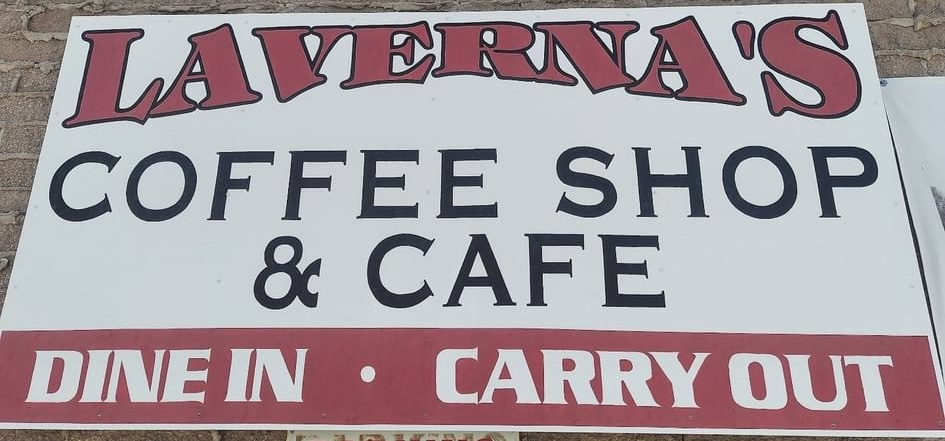 LAVERNA'S
COFFEE SHOP
& CAFE
DINE IN • CARRY OUT